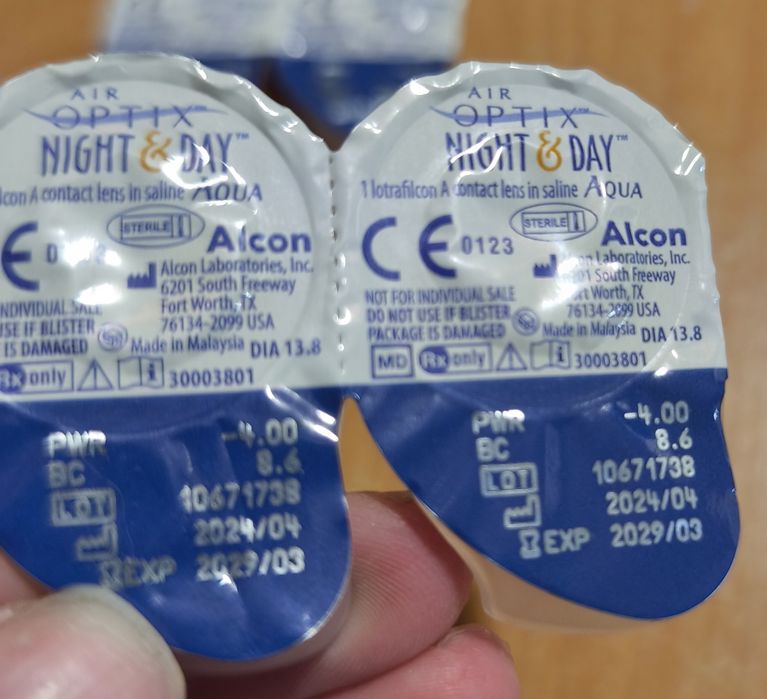 AIR
OPTIX™
NIGHT & DAY™
lcon A contact lens in saline AQUA
STERILE
Alcon
Alcon Laboratories, Inc.
6201 South Freeway
Fort Worth, TX
76134-2099 USA
INDIVIDUAL SALE
USE IF BLISTER
IS DAMAGED
Made in Malaysia DIA 13.8
Rx only 30003801
PWR -4.00
BC 8.6
LOT 10671738
2024/04
EXP 2029/03
AIR
OPTIX™
NIGHT & DAY™
1 lotrafilcon A contact lens in saline AQUA
CE 0123
STERILE
Alcon
Alcon Laboratories, Inc.
6201 South Freeway
Fort Worth, TX
76134-2099 USA
NOT FOR INDIVIDUAL SALE
DO NOT USE IF BLISTER
PACKAGE IS DAMAGED
Made in Malaysia DIA 13.8
MD Rx only 30003801
PWR -4.00
BC 8.6
LOT 10671738
2024/04
EXP 2029/03